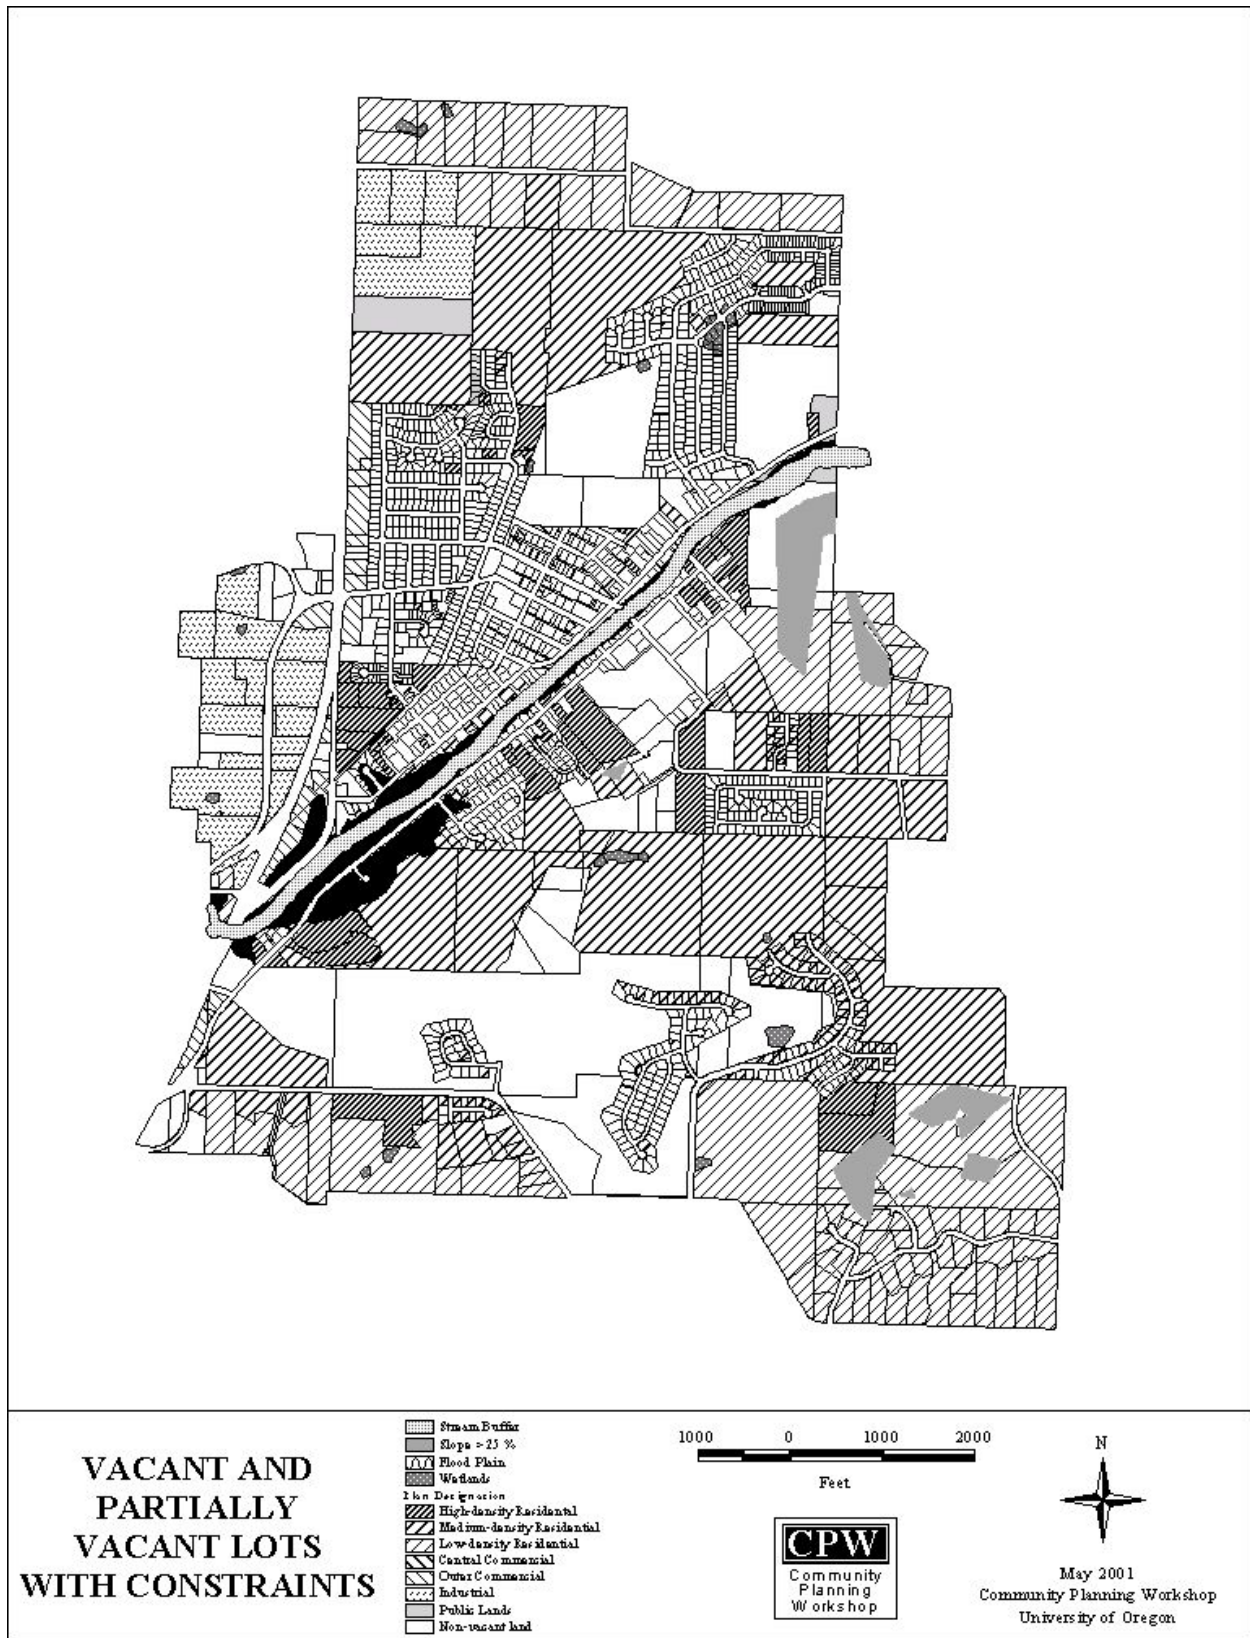 VACANT AND
PARTIALLY
VACANT LOTS
WITH CONSTRAINTS
Stream Buffer
Slope > 25 %
Flood Plain
Wetlands
Designation
High-density Residental
Medium-density Residential
Low-density Residential
Central Commercial
Outer Commercial
Industrial
Public Lands
Non-vacant land
1000 0 1000 2000
Feet
CPW
Community
Planning
Workshop
N
May 2001
Community Planning Workshop
University of Oregon